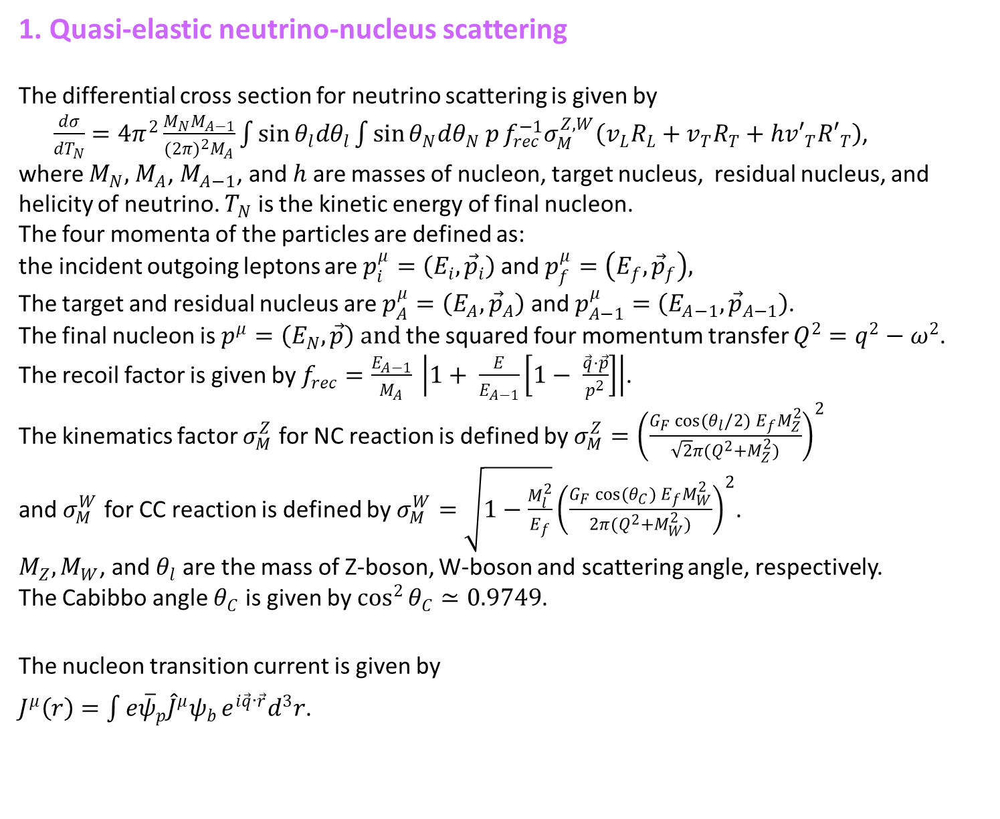 1. Quasi-elastic neutrino-nucleus scattering
The differential cross section for neutrino scattering is given by
$\frac{d\sigma}{dT_N} = 4\pi^2 \frac{M_N M_{A-1}}{(2\pi)^2 M_A} \int \sin\theta_l d\theta_l \int \sin\theta_N d\theta_N \, p \, f_{rec}^{-1} \sigma_M^{Z,W} (v_L R_L + v_T R_T + h v'_T R'_T),$
where $M_N, M_A, M_{A-1}$, and $h$ are masses of nucleon, target nucleus, residual nucleus, and
helicity of neutrino. $T_N$ is the kinetic energy of final nucleon.
The four momenta of the particles are defined as:
the incident outgoing leptons are $p_i^\mu = (E_i, \vec{p}_i)$ and $p_f^\mu = (E_f, \vec{p}_f)$,
The target and residual nucleus are $p_A^\mu = (E_A, \vec{p}_A)$ and $p_{A-1}^\mu = (E_{A-1}, \vec{p}_{A-1})$.
The final nucleon is $p^\mu = (E_N, \vec{p})$ and the squared four momentum transfer $Q^2 = q^2 - \omega^2$.
The recoil factor is given by $f_{rec} = \frac{E_{A-1}}{M_A} \left| 1 + \frac{E}{E_{A-1}} \left[ 1 - \frac{\vec{q} \cdot \vec{p}}{p^2} \right] \right|$.
The kinematics factor $\sigma_M^Z$ for NC reaction is defined by $\sigma_M^Z = \left( \frac{G_F \cos(\theta_l/2) E_f M_Z^2}{\sqrt{2}\pi(Q^2 + M_Z^2)} \right)^2$
and $\sigma_M^W$ for CC reaction is defined by $\sigma_M^W = \sqrt{1 - \frac{M_l^2}{E_f}} \left( \frac{G_F \cos(\theta_C) E_f M_W^2}{2\pi(Q^2 + M_W^2)} \right)^2$.
$M_Z, M_W$, and $\theta_l$ are the mass of Z-boson, W-boson and scattering angle, respectively.
The Cabibbo angle $\theta_C$ is given by $\cos^2\theta_C \simeq 0.9749$.
The nucleon transition current is given by
$J^\mu(r) = \int e \bar{\psi}_p \hat{J}^\mu \psi_b \, e^{i\vec{q} \cdot \vec{r}} d^3r$.